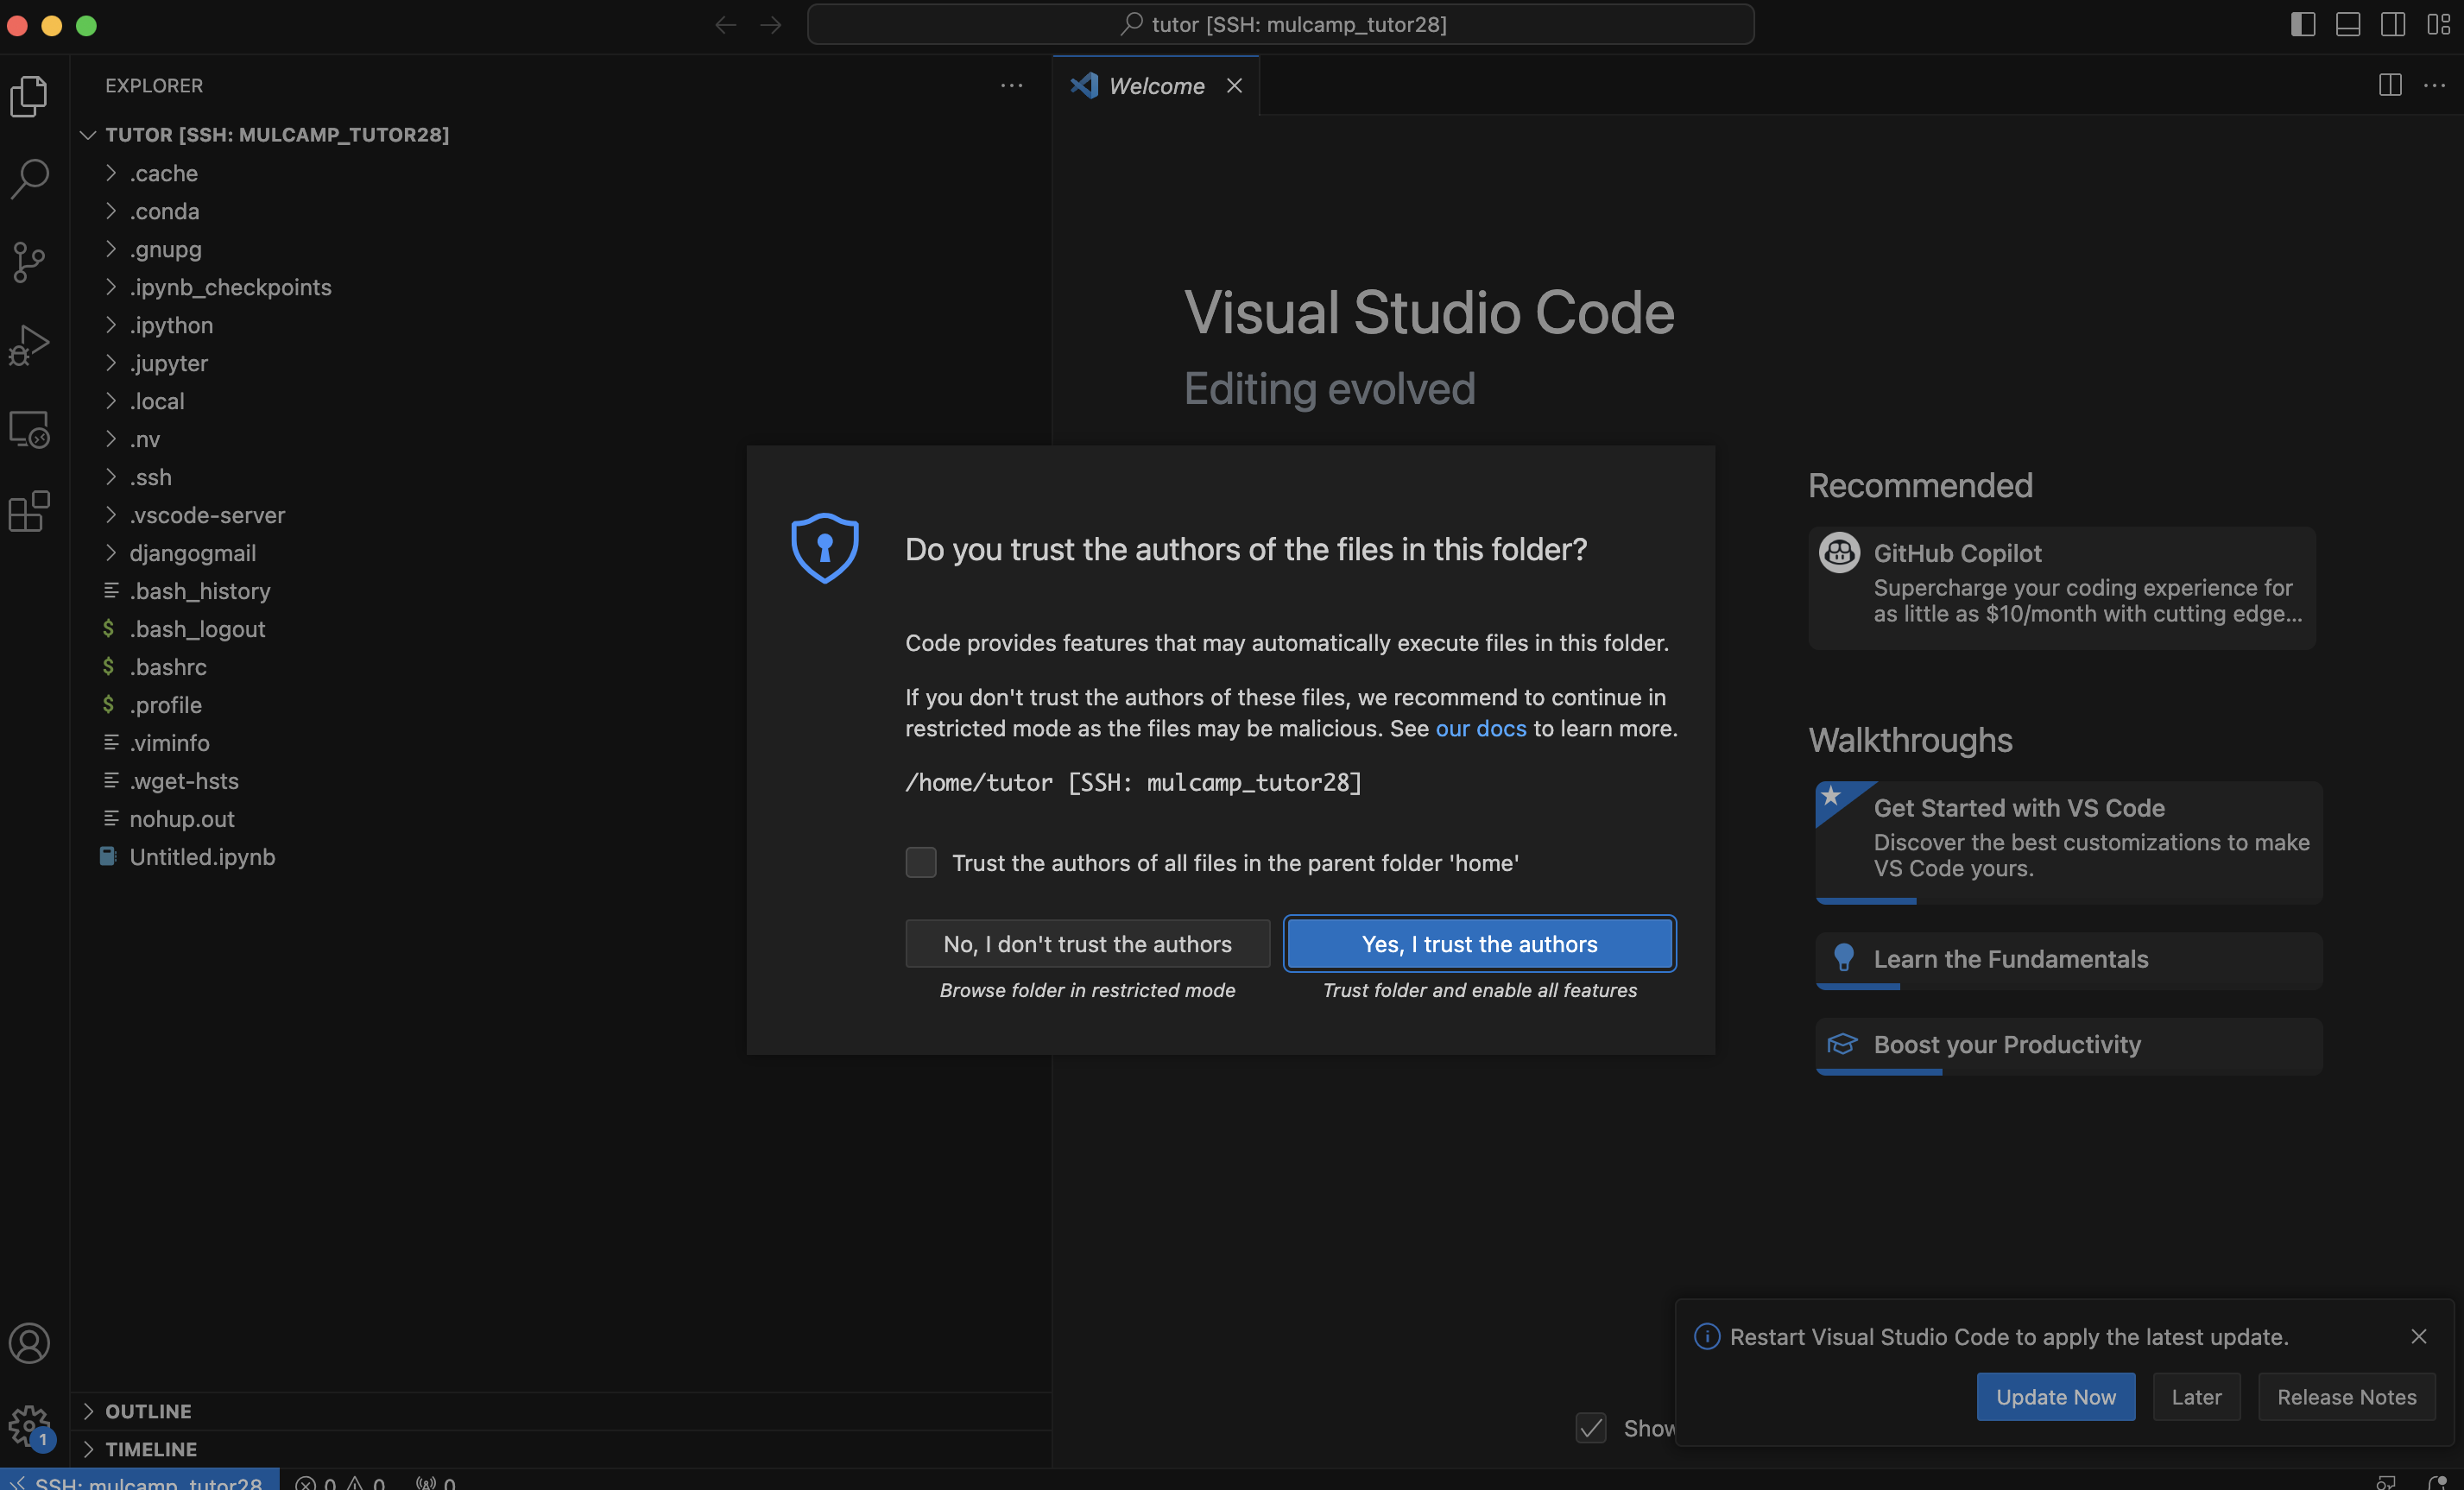 tutor [SSH: mulcamp_tutor28]
EXPLORER
TUTOR [SSH: MULCAMP_TUTOR28]
.cache
.conda
.gnupg
.ipynb_checkpoints
.ipython
.jupyter
.local
.nv
.ssh
.vscode-server
djangogmail
.bash_history
$ .bash_logout
$ .bashrc
$ .profile
.viminfo
.wget-hsts
nohup.out
Untitled.ipynb
OUTLINE
TIMELINE
1
Welcome
Visual Studio Code
Editing evolved
Recommended
GitHub Copilot
Supercharge your coding experience for
as little as $10/month with cutting edge...
Walkthroughs
Get Started with VS Code
Discover the best customizations to make
VS Code yours.
Learn the Fundamentals
Boost your Productivity
Do you trust the authors of the files in this folder?
Code provides features that may automatically execute files in this folder.
If you don't trust the authors of these files, we recommend to continue in
restricted mode as the files may be malicious. See our docs to learn more.
/home/tutor [SSH: mulcamp_tutor28]
Trust the authors of all files in the parent folder 'home'
No, I don't trust the authors
Yes, I trust the authors
Browse folder in restricted mode
Trust folder and enable all features
Restart Visual Studio Code to apply the latest update.
Update Now
Later
Release Notes
Show
SSH: mulcamp_tutor28
0 0 0